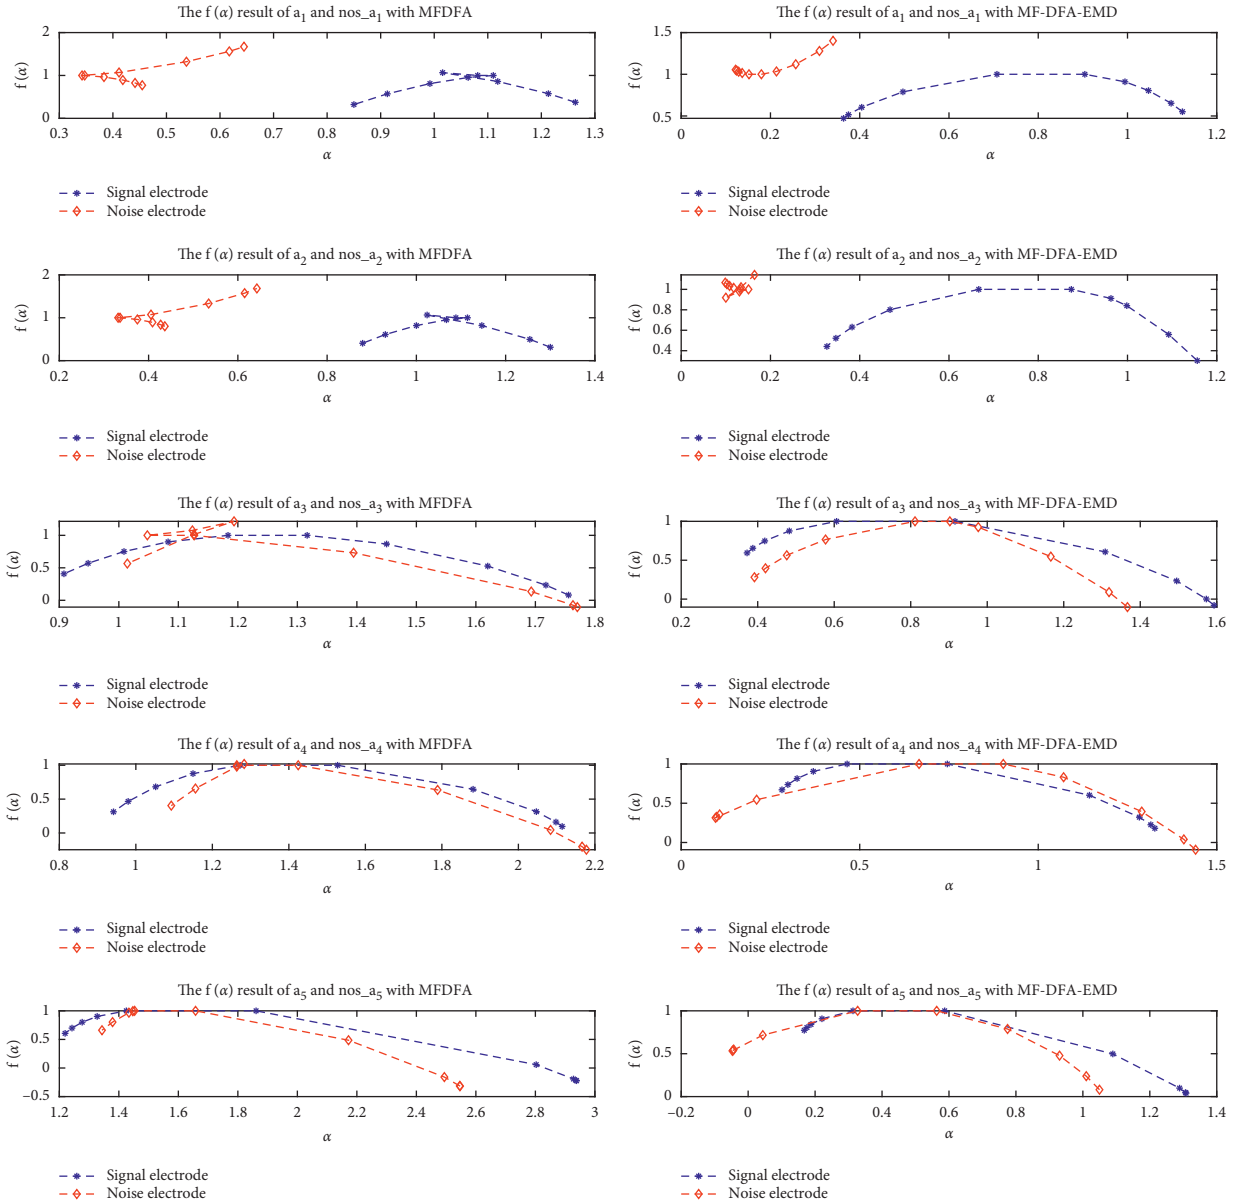 The f (α) result of a1 and nos_a1 with MFDFA
f (α)
2
1
0
0.3 0.4 0.5 0.6 0.7 0.8 0.9 1 1.1 1.2 1.3
α
Signal electrode
Noise electrode
The f (α) result of a1 and nos_a1 with MF-DFA-EMD
f (α)
1.5
1
0.5
0 0.2 0.4 0.6 0.8 1 1.2
α
Signal electrode
Noise electrode
The f (α) result of a2 and nos_a2 with MFDFA
f (α)
2
1
0
0.2 0.4 0.6 0.8 1 1.2 1.4
α
Signal electrode
Noise electrode
The f (α) result of a2 and nos_a2 with MF-DFA-EMD
f (α)
1
0.8
0.6
0.4
0 0.2 0.4 0.6 0.8 1 1.2
α
Signal electrode
Noise electrode
The f (α) result of a3 and nos_a3 with MFDFA
f (α)
1
0.5
0
0.9 1 1.1 1.2 1.3 1.4 1.5 1.6 1.7 1.8
α
Signal electrode
Noise electrode
The f (α) result of a3 and nos_a3 with MF-DFA-EMD
f (α)
1
0.5
0
0.2 0.4 0.6 0.8 1 1.2 1.4 1.6
α
Signal electrode
Noise electrode
The f (α) result of a4 and nos_a4 with MFDFA
f (α)
1
0.5
0
0.8 1 1.2 1.4 1.6 1.8 2 2.2
α
Signal electrode
Noise electrode
The f (α) result of a4 and nos_a4 with MF-DFA-EMD
f (α)
1
0.5
0
0 0.5 1 1.5
α
Signal electrode
Noise electrode
The f (α) result of a5 and nos_a5 with MFDFA
f (α)
1
0.5
0
−0.5
1.2 1.4 1.6 1.8 2 2.2 2.4 2.6 2.8 3
α
Signal electrode
Noise electrode
The f (α) result of a5 and nos_a5 with MF-DFA-EMD
f (α)
1
0.5
0
−0.2 0 0.2 0.4 0.6 0.8 1 1.2 1.4
α
Signal electrode
Noise electrode